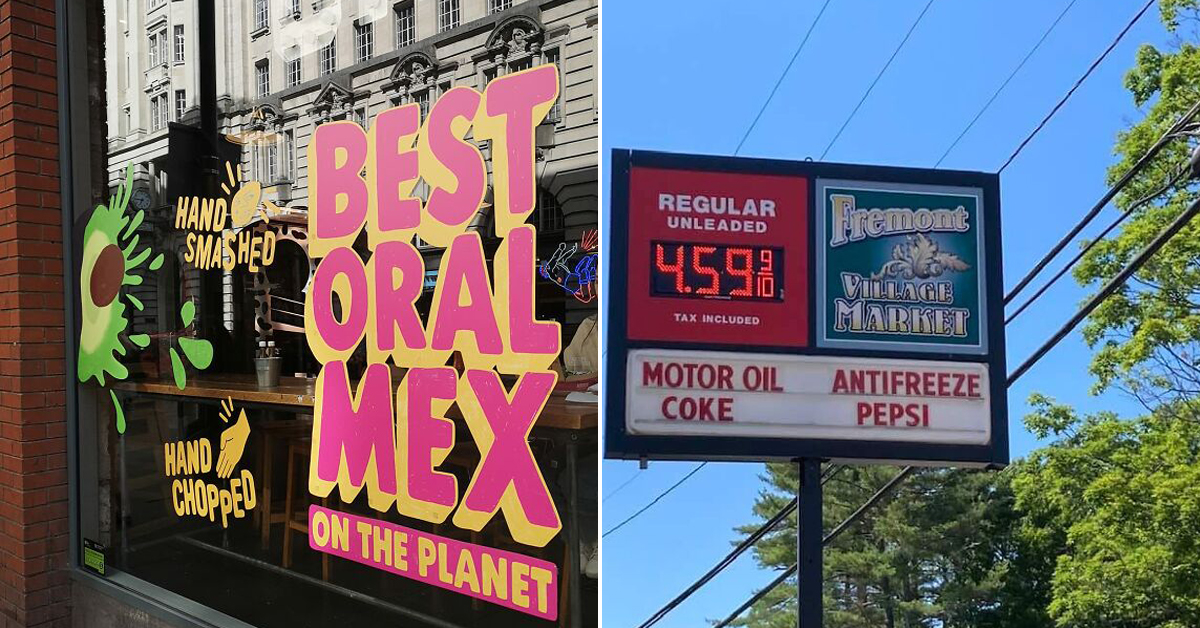 HAND
SMASHED
BEST
ORAL
MEX
ON THE PLANET
HAND
CHOPPED
REGULAR
UNLEADED
4.59 9/10
TAX INCLUDED
Fremont
VILLAGE
MARKET
MOTOR OIL ANTIFREEZE
COKE PEPSI